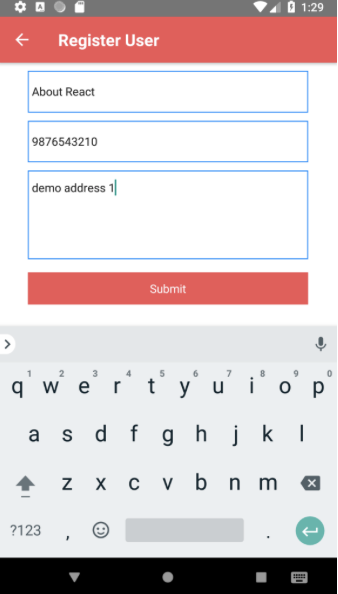 1:29
Register User
About React
9876543210
demo address 1
Submit
1 2 3 4 5 6 7 8 9 0
q w e r t y u i o p
a s d f g h j k l
z x c v b n m
?123 , .